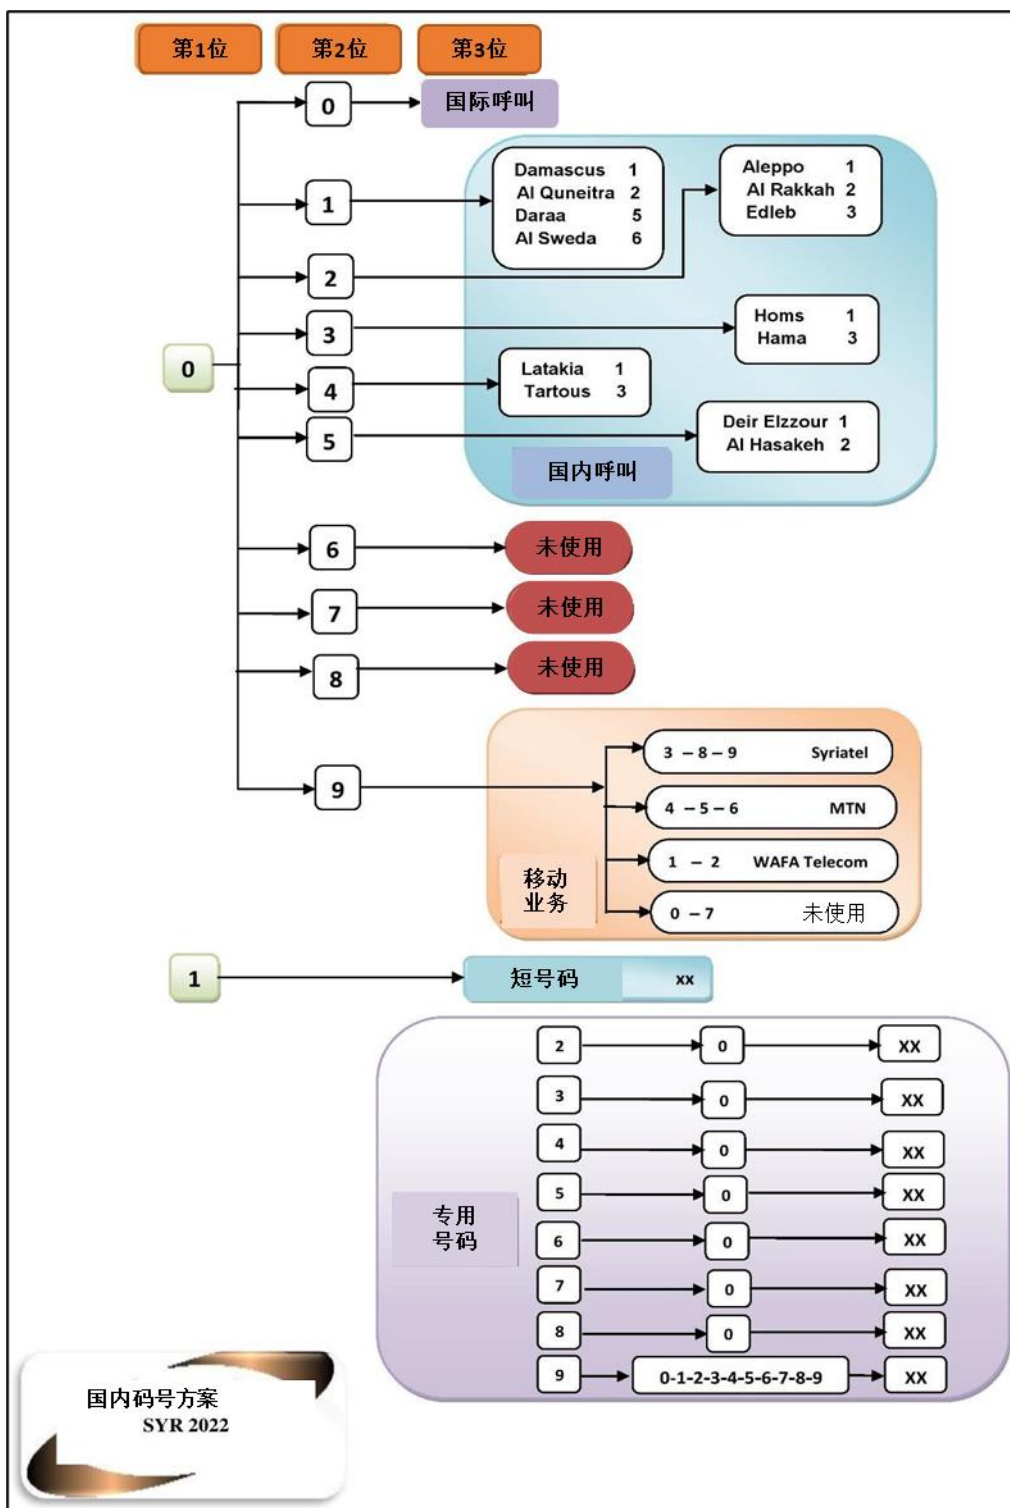 第1位 第2位 第3位
0 国际呼叫
1
Damascus 1
Al Quneitra 2
Daraa 5
Al Sweda 6
2
Aleppo 1
Al Rakkah 2
Edleb 3
3
Homs 1
Hama 3
0
4
Latakia 1
Tartous 3
5
Deir Elzzour 1
Al Hasakeh 2
国内呼叫
6 未使用
7 未使用
8 未使用
9
3 – 8 – 9 Syriatel
4 – 5 – 6 MTN
1 – 2 WAFA Telecom
0 – 7 未使用
移动
业务
1 短号码 xx
2 0 XX
3 0 XX
4 0 XX
5 0 XX
6 0 XX
7 0 XX
8 0 XX
9 0-1-2-3-4-5-6-7-8-9 XX
专用
号码
国内码号方案
SYR 2022